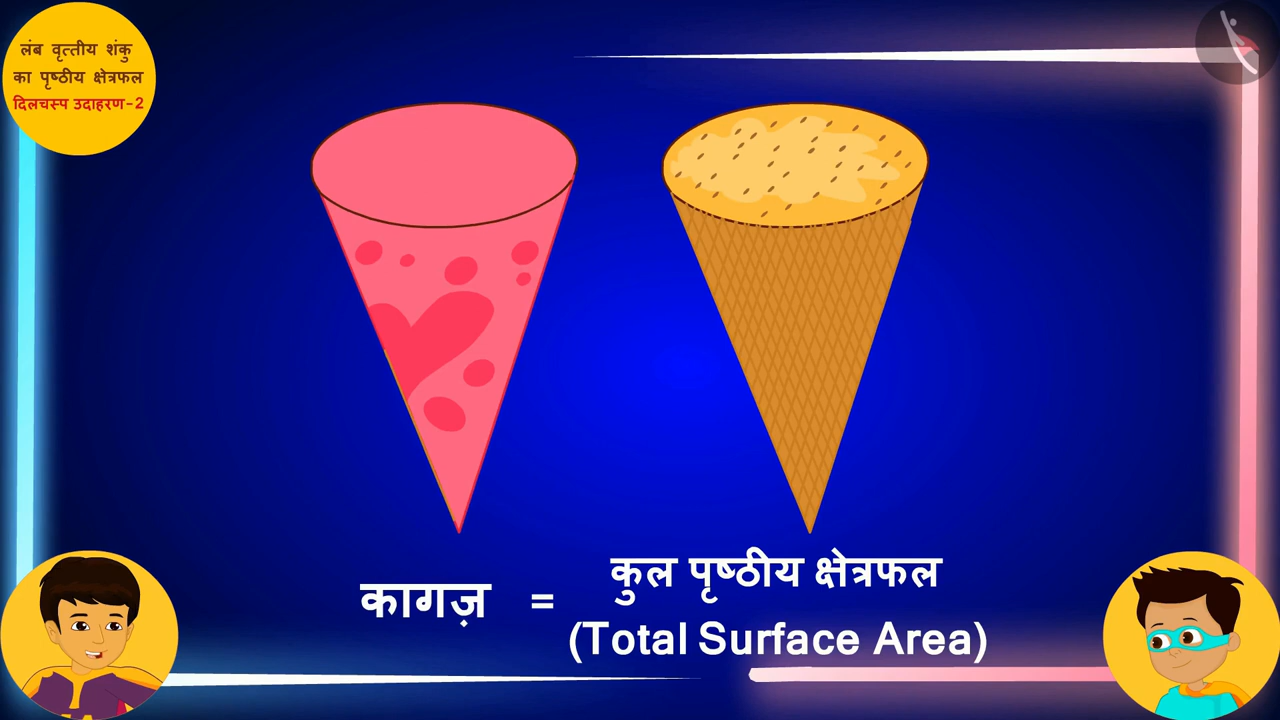 लंब वृत्तीय शंकु
का पृष्ठीय क्षेत्रफल
दिलचस्प उदाहरण-2
कागज़ = कुल पृष्ठीय क्षेत्रफल
(Total Surface Area)